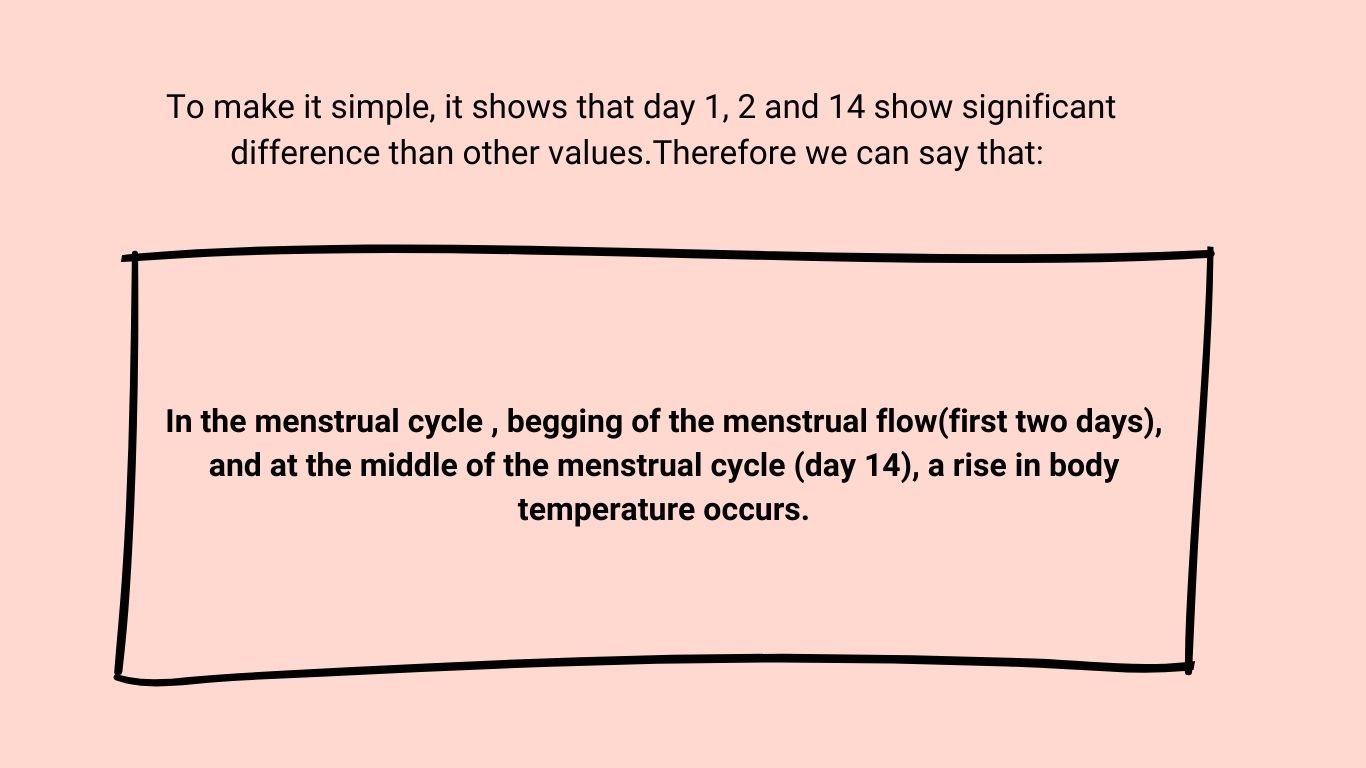 To make it simple, it shows that day 1, 2 and 14 show significant
difference than other values.Therefore we can say that:
In the menstrual cycle , begging of the menstrual flow(first two days),
and at the middle of the menstrual cycle (day 14), a rise in body
temperature occurs.